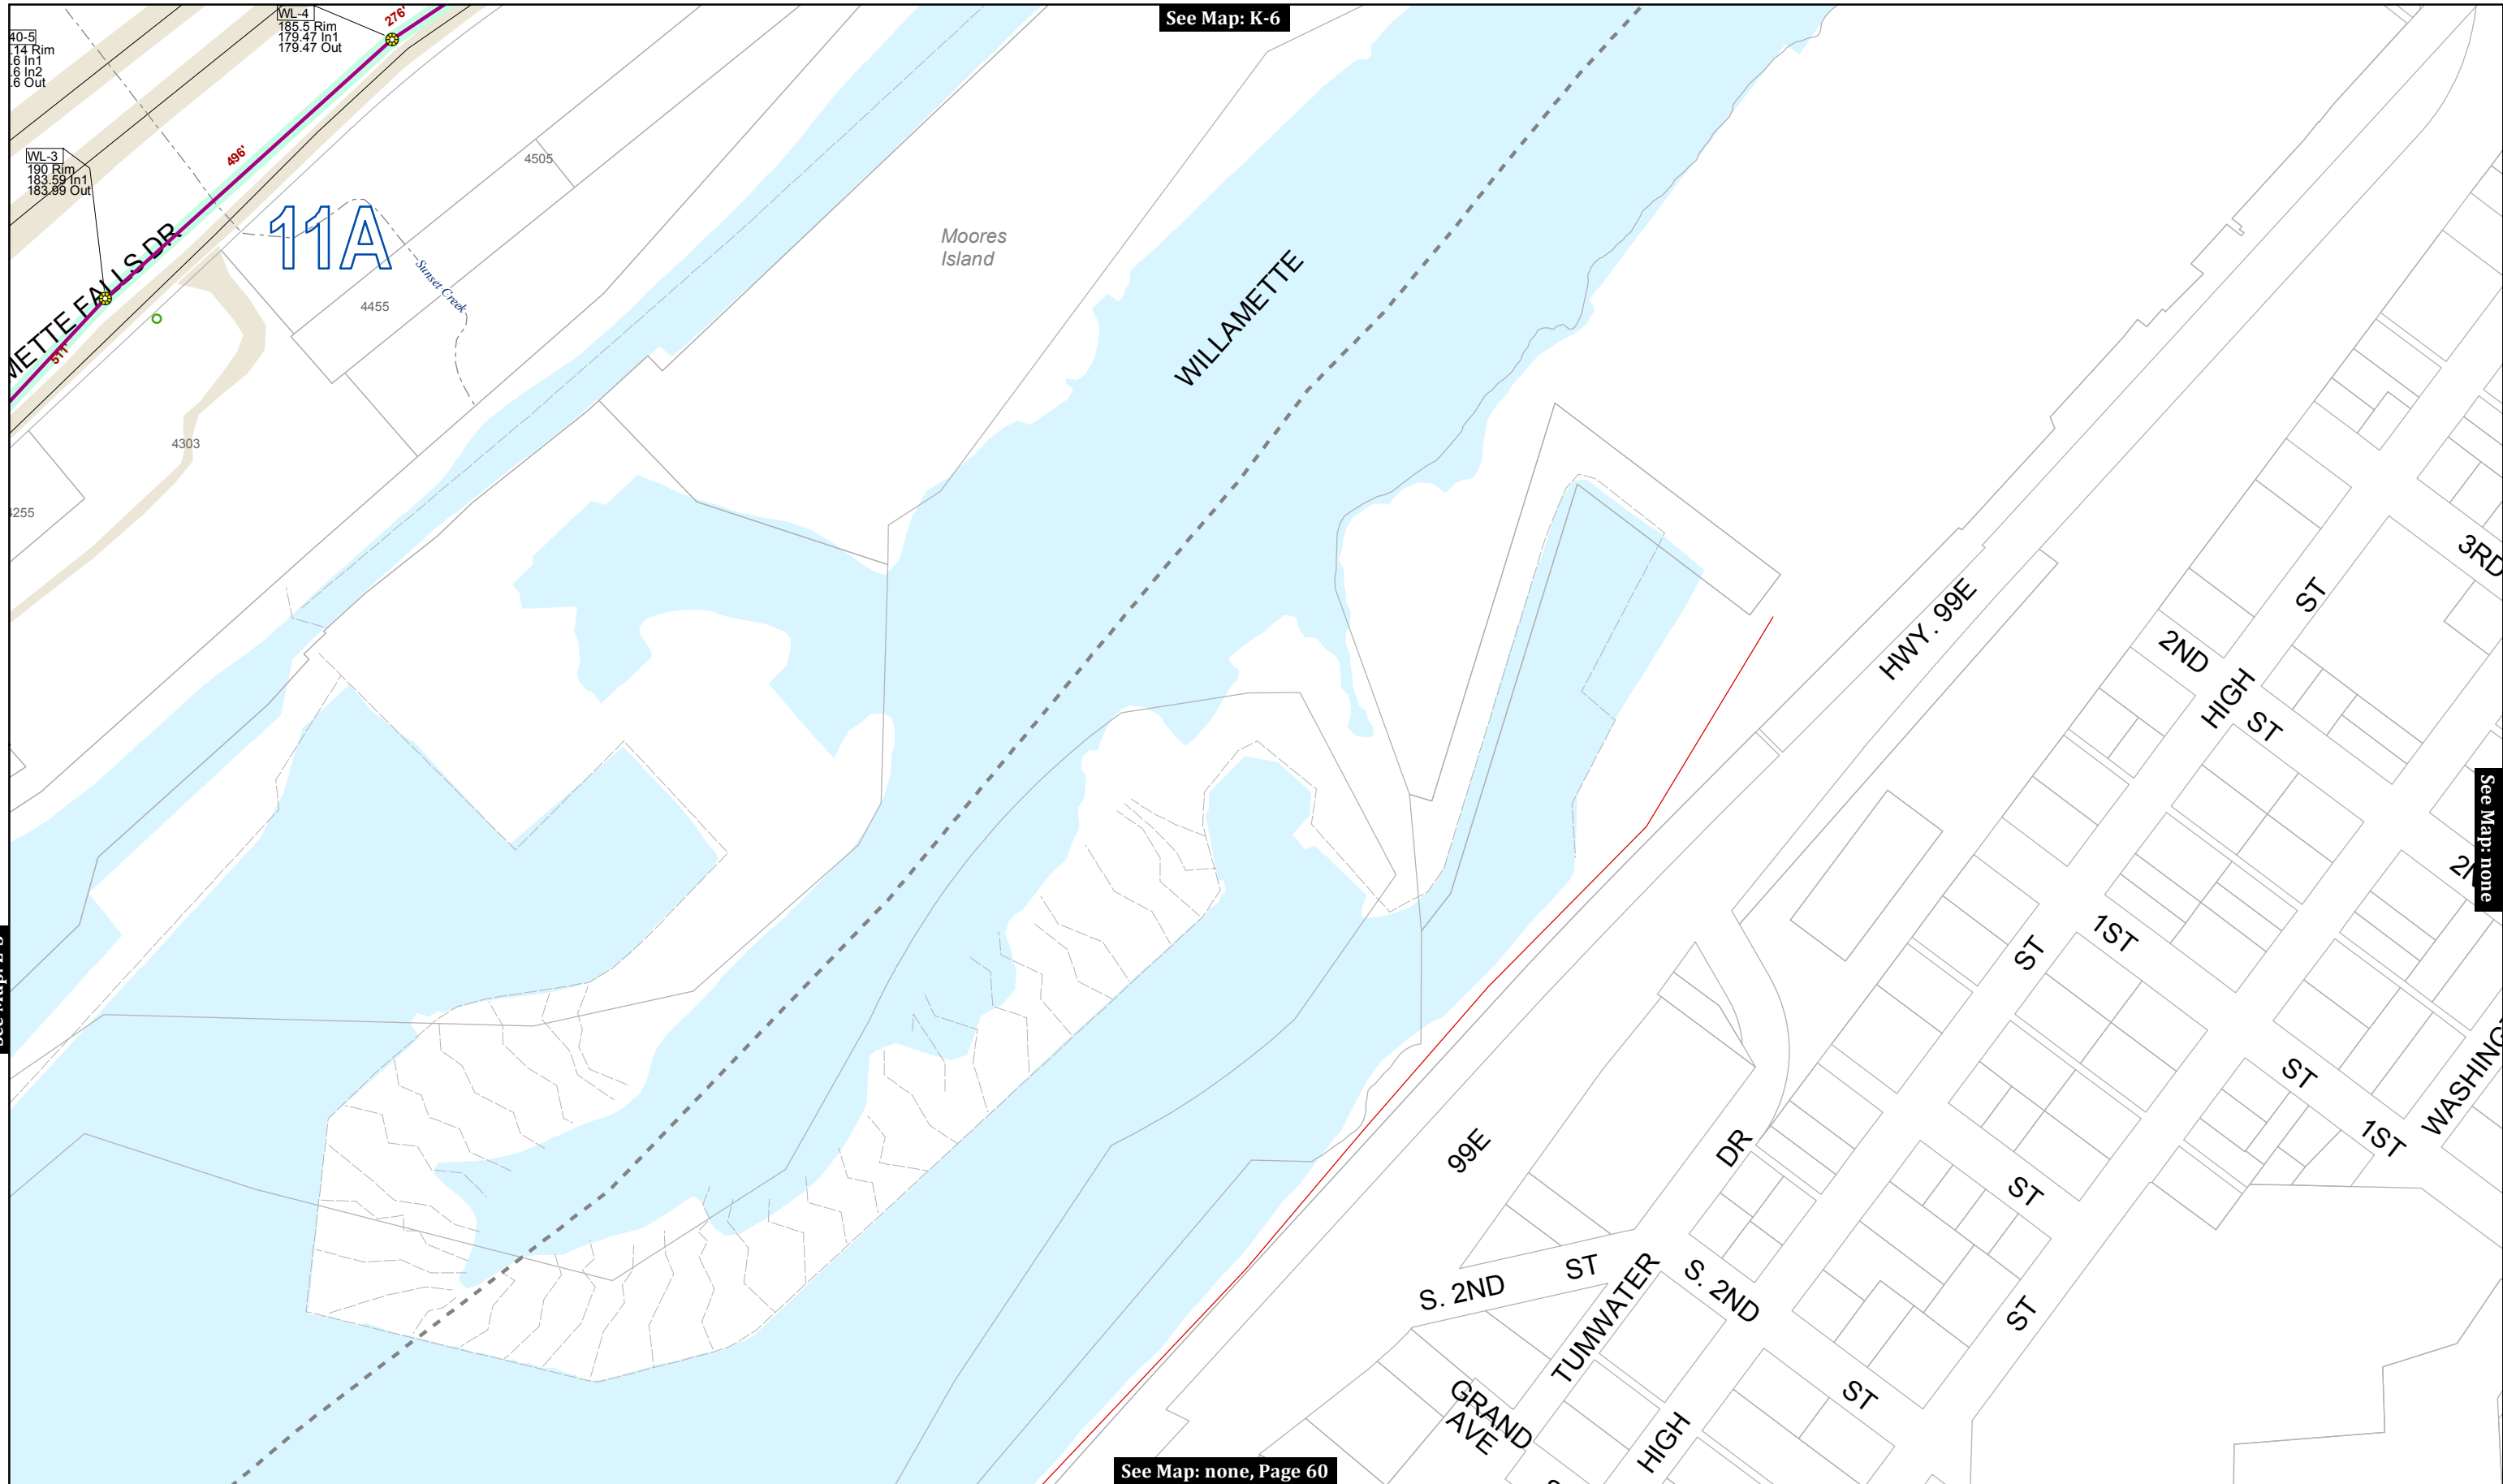 See Map: K-6
WL-4
185.5 Rim
179.47 In1
179.47 Out
276'
40-5
.14 Rim
.6 In1
.6 In2
.6 Out
WL-3
190 Rim
183.59 In1
183.99 Out
496'
511'
METTE FALLS DR
11A
Sunset Creek
4505
4455
4303
4255
Moores
Island
WILLAMETTE
HWY. 99E
99E
3RD
ST
2ND
HIGH
ST
See Map: none
1ST
ST
ST
1ST
WASHING
DR
ST
ST
S. 2ND
ST
TUMWATER
S. 2ND
ST
GRAND
AVE
HIGH
See Map: none, Page 60